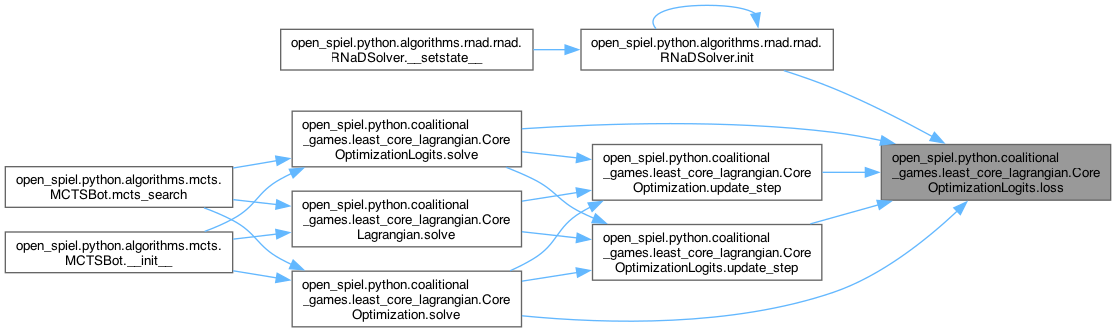 open_spiel.python.algorithms.rnad.rnad.
RNaDSolver.__setstate__
open_spiel.python.algorithms.rnad.rnad.
RNaDSolver.init
open_spiel.python.coalitional
_games.least_core_lagrangian.Core
OptimizationLogits.solve
open_spiel.python.coalitional
_games.least_core_lagrangian.Core
Optimization.update_step
open_spiel.python.coalitional
_games.least_core_lagrangian.Core
OptimizationLogits.loss
open_spiel.python.algorithms.mcts.
MCTSBot.mcts_search
open_spiel.python.coalitional
_games.least_core_lagrangian.Core
Lagrangian.solve
open_spiel.python.algorithms.mcts.
MCTSBot.__init__
open_spiel.python.coalitional
_games.least_core_lagrangian.Core
OptimizationLogits.update_step
open_spiel.python.coalitional
_games.least_core_lagrangian.Core
Optimization.solve